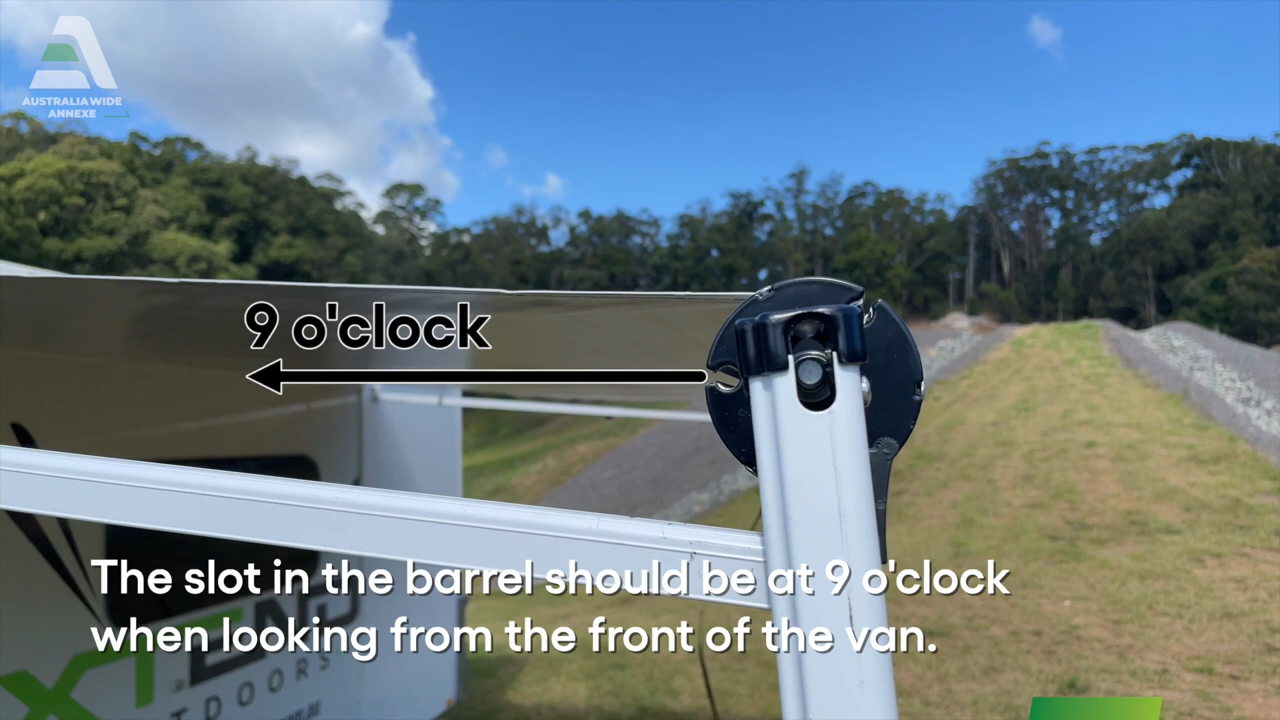 AUSTRALIA WIDE
ANNEXE
9 o'clock
The slot in the barrel should be at 9 o'clock
when looking from the front of the van.
XTEND
TDOORS